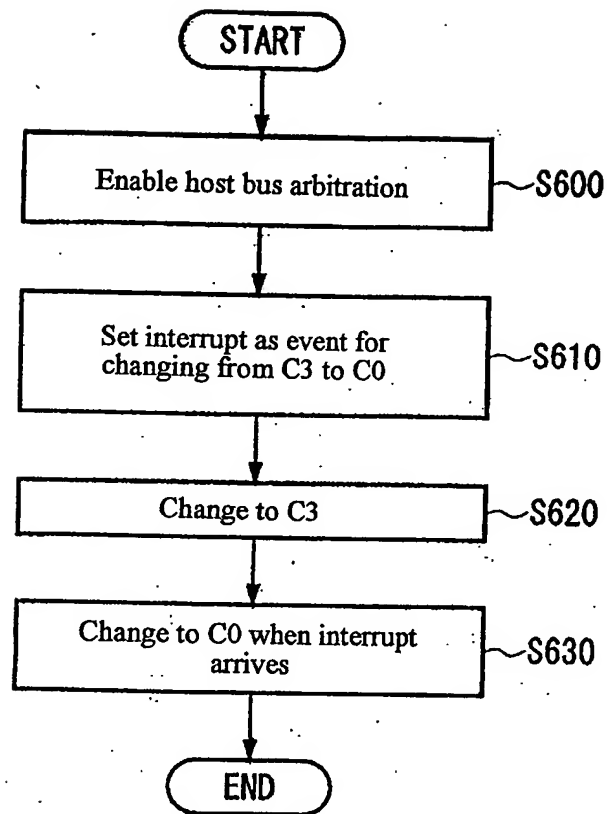 START
Enable host bus arbitration
S600
Set interrupt as event for
changing from C3 to C0
S610
Change to C3
S620
Change to C0 when interrupt
arrives
S630
END